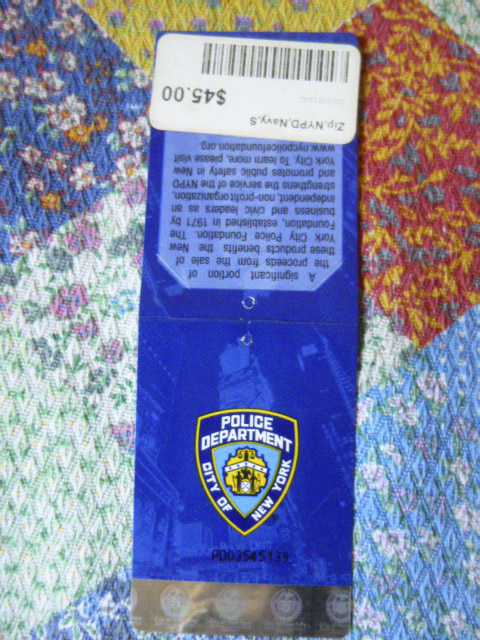 $45.00
Zip,NYPD,Navy,S
A significant portion of
the proceeds from the sale of
these products benefits the New
York City Police Foundation. The
Foundation, established in 1971 by
business and civic leaders as an
independent, non-profit organization,
strengthens the service of the NYPD
and promotes public safety in New
York City. To learn more, please visit
www.nycpolicefoundation.org
POLICE
DEPARTMENT
CITY OF
NEW YORK